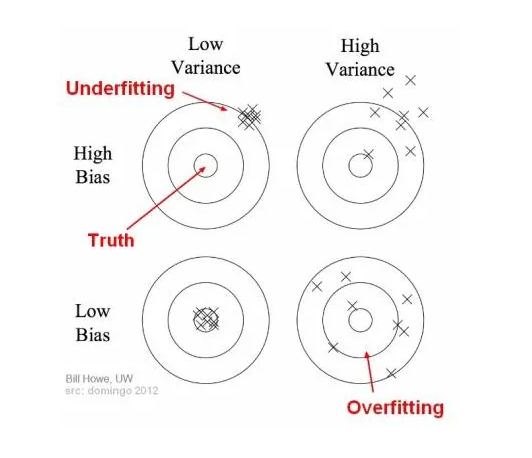 Low
Variance
High
Variance
Underfitting
High
Bias
Truth
Low
Bias
Bill Howe, UW
src: domingo 2012
Overfitting